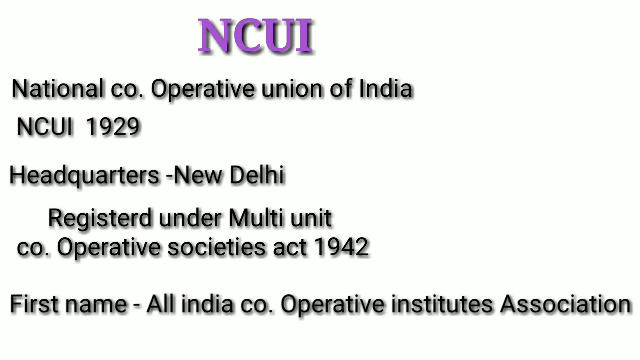 NCUI
National co. Operative union of India
NCUI 1929
Headquarters -New Delhi
Registerd under Multi unit
co. Operative societies act 1942
First name - All india co. Operative institutes Association